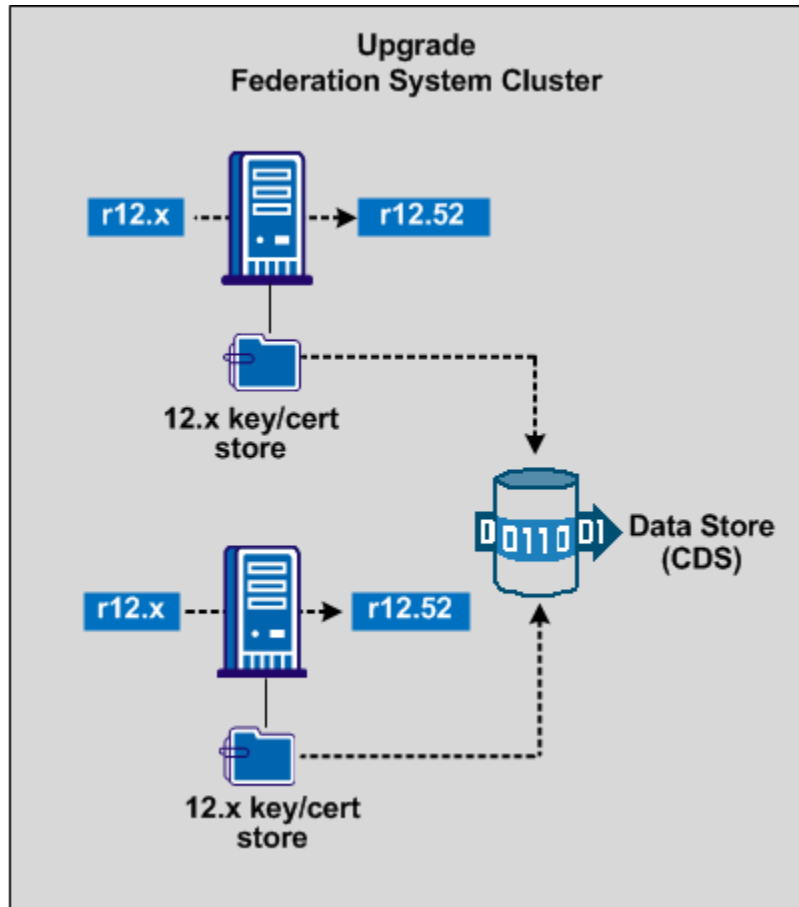 Upgrade
Federation System Cluster
r12.x
r12.52
12.x key/cert
store
D 0110 D1
Data Store
(CDS)
r12.x
r12.52
12.x key/cert
store